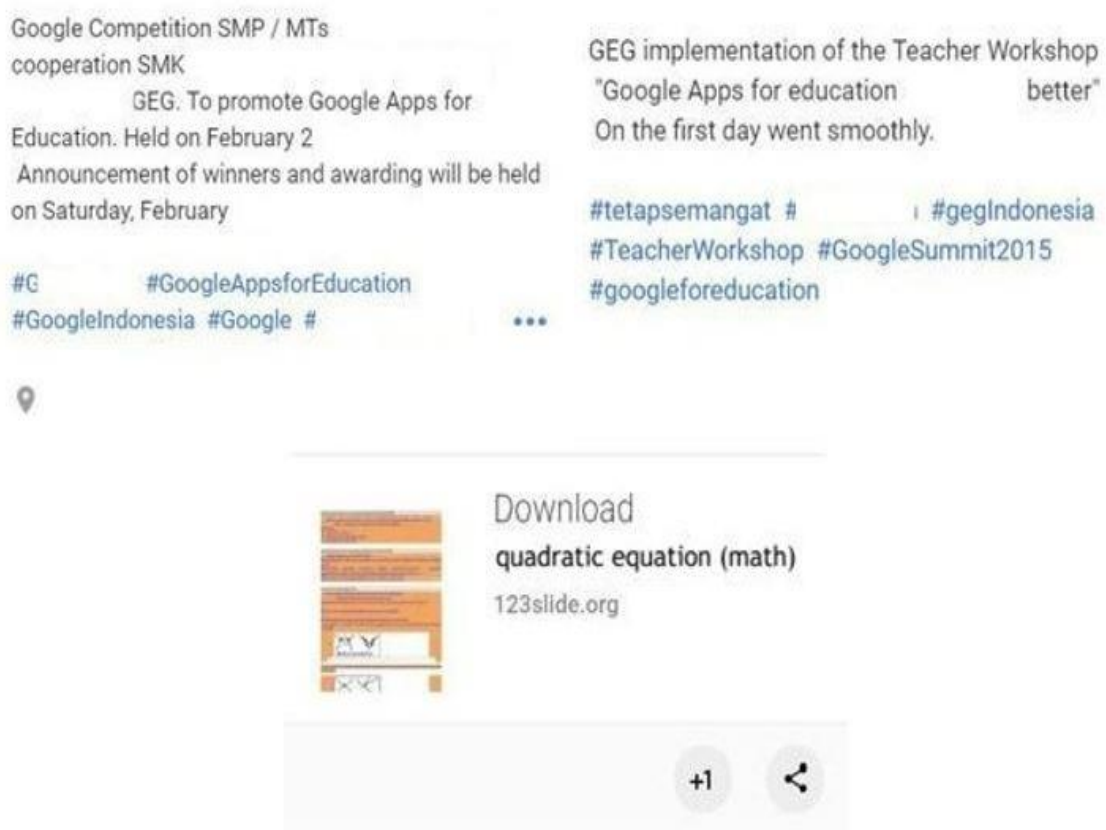 Google Competition SMP / MTs
cooperation SMK
GEG. To promote Google Apps for
Education. Held on February 2
Announcement of winners and awarding will be held
on Saturday, February
#G #GoogleAppsforEducation
#GoogleIndonesia #Google #
GEG implementation of the Teacher Workshop
"Google Apps for education better"
On the first day went smoothly.
#tetapsemangat # #gegIndonesia
#TeacherWorkshop #GoogleSummit2015
#googleforeducation
Download
quadratic equation (math)
123slide.org
+1